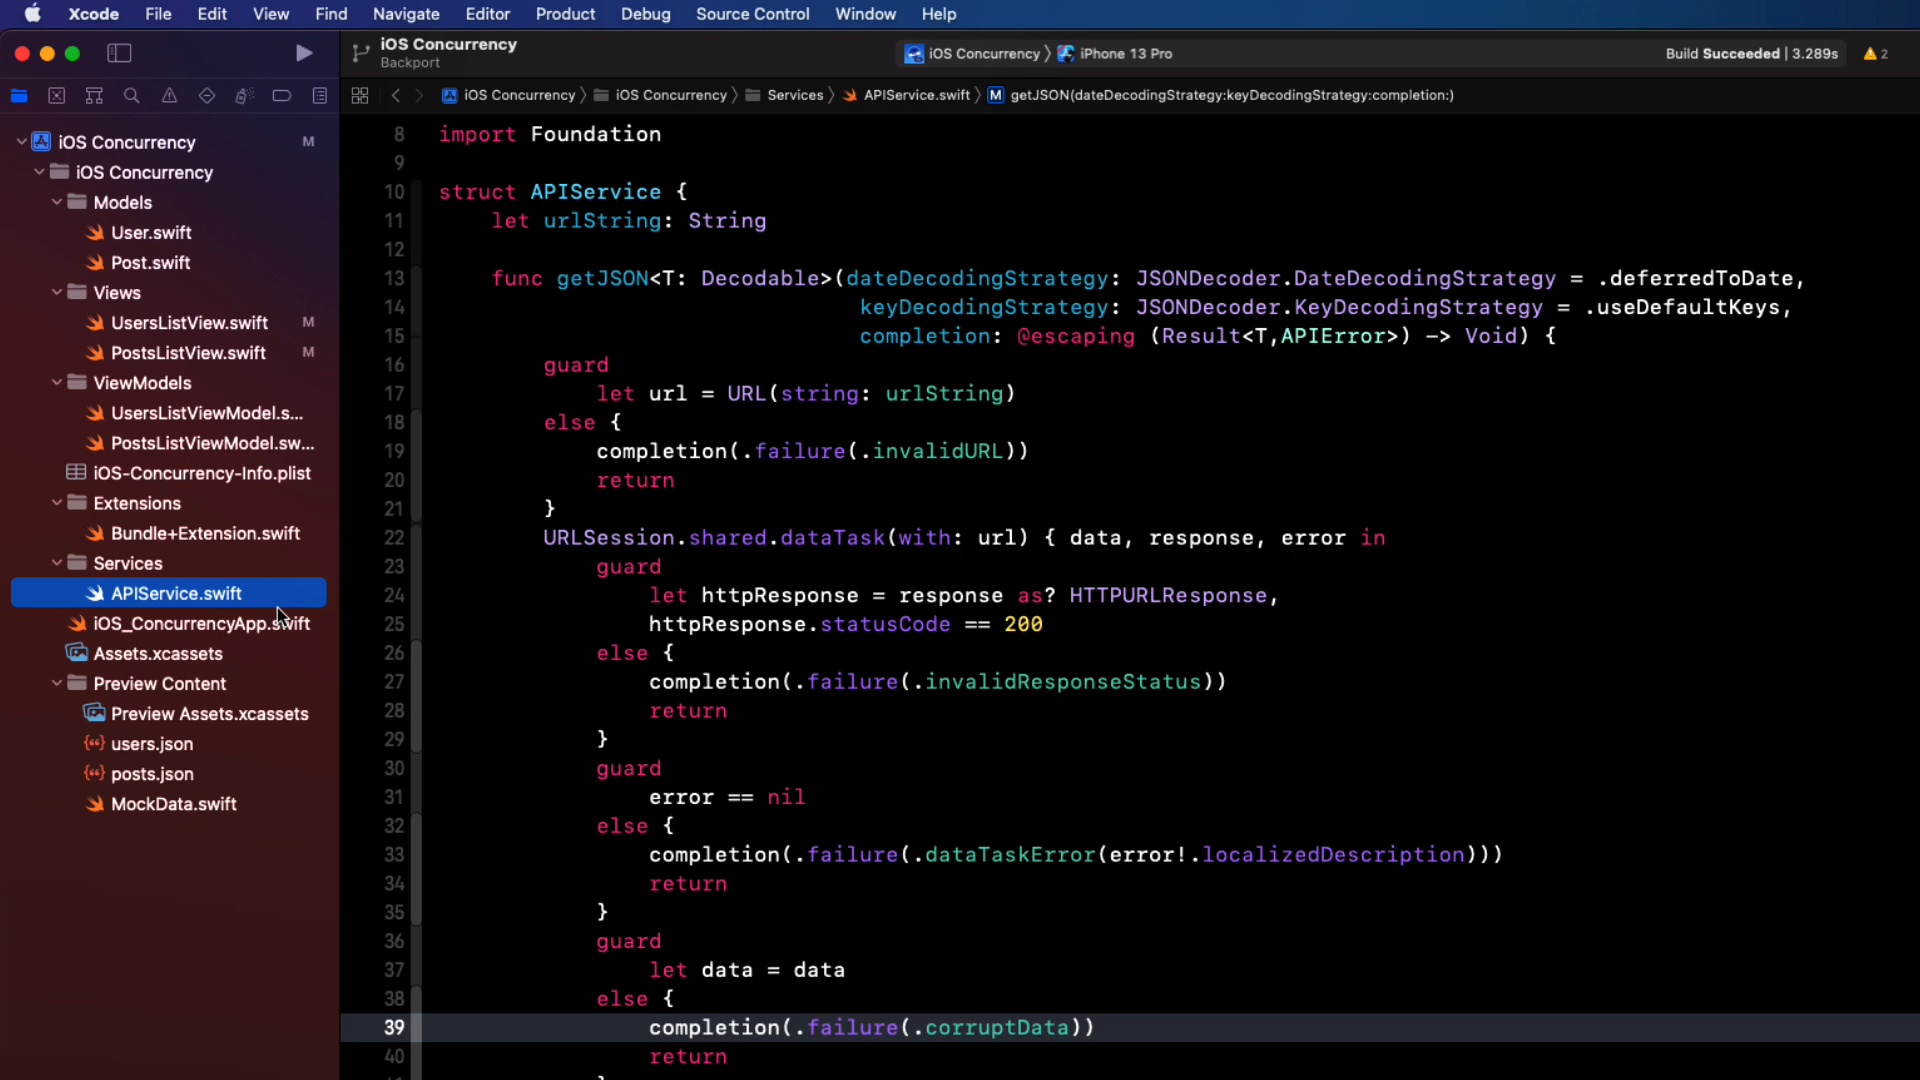 Xcode File Edit View Find Navigate Editor Product Debug Source Control Window Help
iOS Concurrency
Backport
iOS Concurrency 〉 iPhone 13 Pro
Build Succeeded | 3.289s
2
iOS Concurrency 〉 iOS Concurrency 〉 Services 〉 APIService.swift 〉 M getJSON(dateDecodingStrategy:keyDecodingStrategy:completion:)
iOS Concurrency M
iOS Concurrency
Models
User.swift
Post.swift
Views
UsersListView.swift M
PostsListView.swift M
ViewModels
UsersListViewModel.s...
PostsListViewModel.sw...
iOS-Concurrency-Info.plist
Extensions
Bundle+Extension.swift
Services
APIService.swift
iOS_ConcurrencyApp.swift
Assets.xcassets
Preview Content
Preview Assets.xcassets
users.json
posts.json
MockData.swift
8 import Foundation
9
10 struct APIService {
11 let urlString: String
12
13 func getJSON<T: Decodable>(dateDecodingStrategy: JSONDecoder.DateDecodingStrategy = .deferredToDate,
14 keyDecodingStrategy: JSONDecoder.KeyDecodingStrategy = .useDefaultKeys,
15 completion: @escaping (Result<T,APIError>) -> Void) {
16 guard
17 let url = URL(string: urlString)
18 else {
19 completion(.failure(.invalidURL))
20 return
21 }
22 URLSession.shared.dataTask(with: url) { data, response, error in
23 guard
24 let httpResponse = response as? HTTPURLResponse,
25 httpResponse.statusCode == 200
26 else {
27 completion(.failure(.invalidResponseStatus))
28 return
29 }
30 guard
31 error == nil
32 else {
33 completion(.failure(.dataTaskError(error!.localizedDescription)))
34 return
35 }
36 guard
37 let data = data
38 else {
39 completion(.failure(.corruptData))
40 return